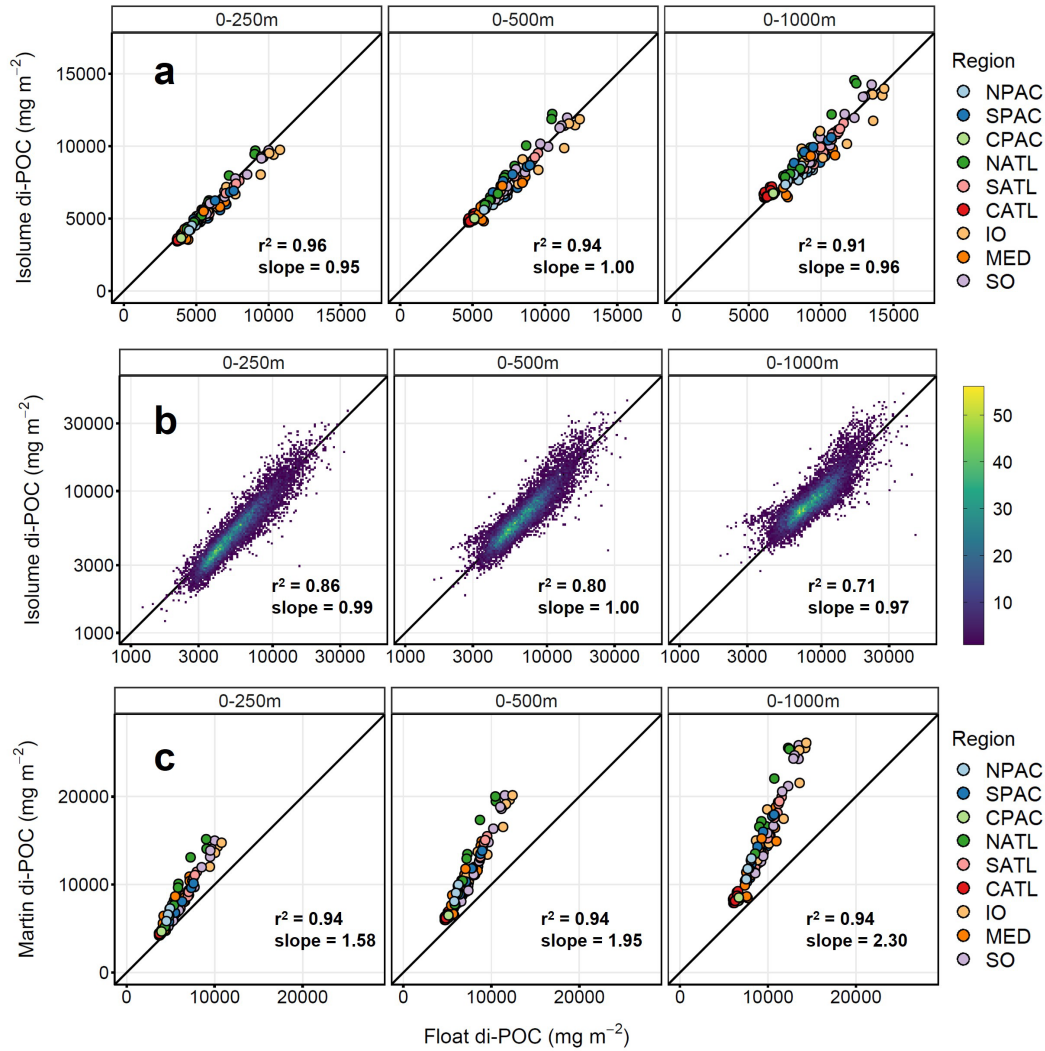 0-250m 0-500m 0-1000m
a
Isolume di-POC (mg m−2)
15000
10000
5000
0
r2 = 0.96
slope = 0.95
r2 = 0.94
slope = 1.00
r2 = 0.91
slope = 0.96
0 5000 10000 15000 0 5000 10000 15000 0 5000 10000 15000
Region
NPAC
SPAC
CPAC
NATL
SATL
CATL
IO
MED
SO
0-250m 0-500m 0-1000m
b
Isolume di-POC (mg m−2)
30000
10000
3000
1000
r2 = 0.86
slope = 0.99
r2 = 0.80
slope = 1.00
r2 = 0.71
slope = 0.97
1000 3000 10000 30000 1000 3000 10000 30000 1000 3000 10000 30000
50
40
30
20
10
0-250m 0-500m 0-1000m
c
Martin di-POC (mg m−2)
20000
10000
0
r2 = 0.94
slope = 1.58
r2 = 0.94
slope = 1.95
r2 = 0.94
slope = 2.30
0 10000 20000 0 10000 20000 0 10000 20000
Region
NPAC
SPAC
CPAC
NATL
SATL
CATL
IO
MED
SO
Float di-POC (mg m−2)